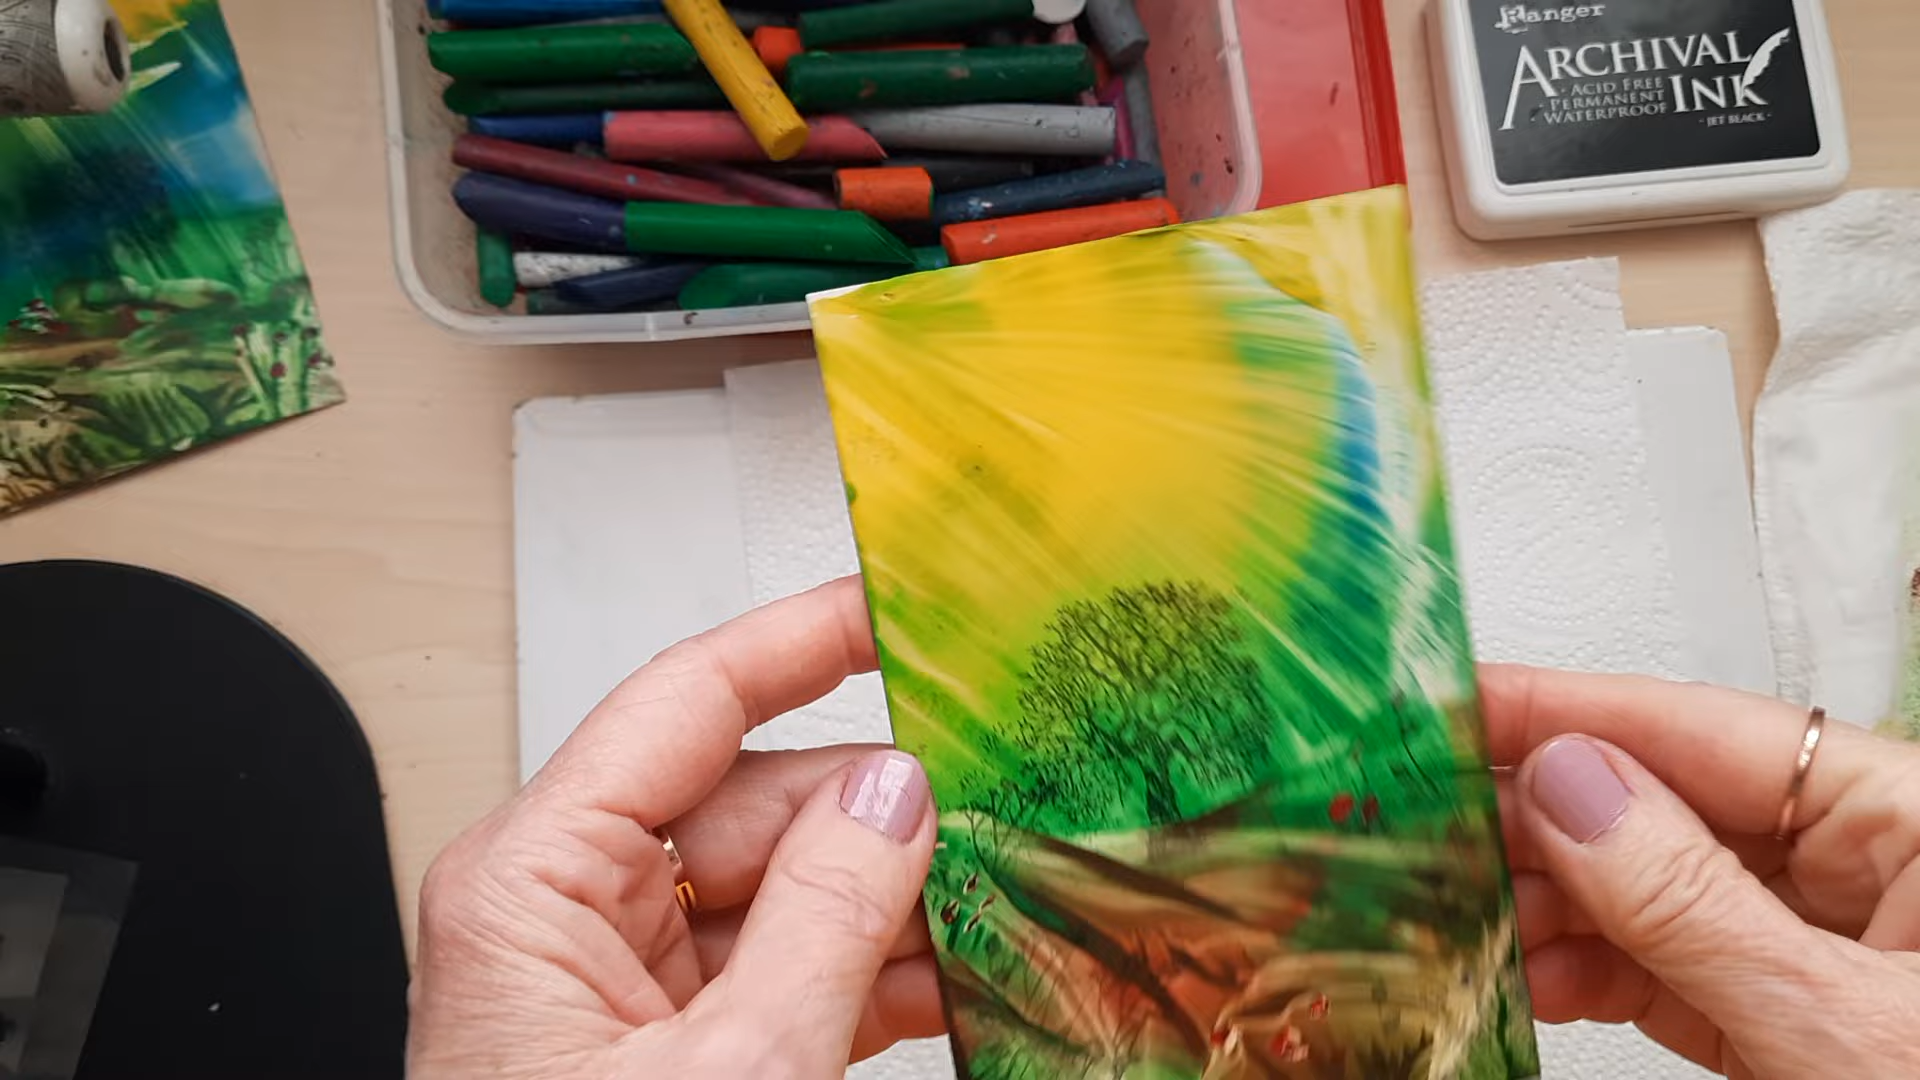 Ranger
ARCHIVAL
INK
· ACID FREE
PERMANENT
WATERPROOF
· JET BLACK ·